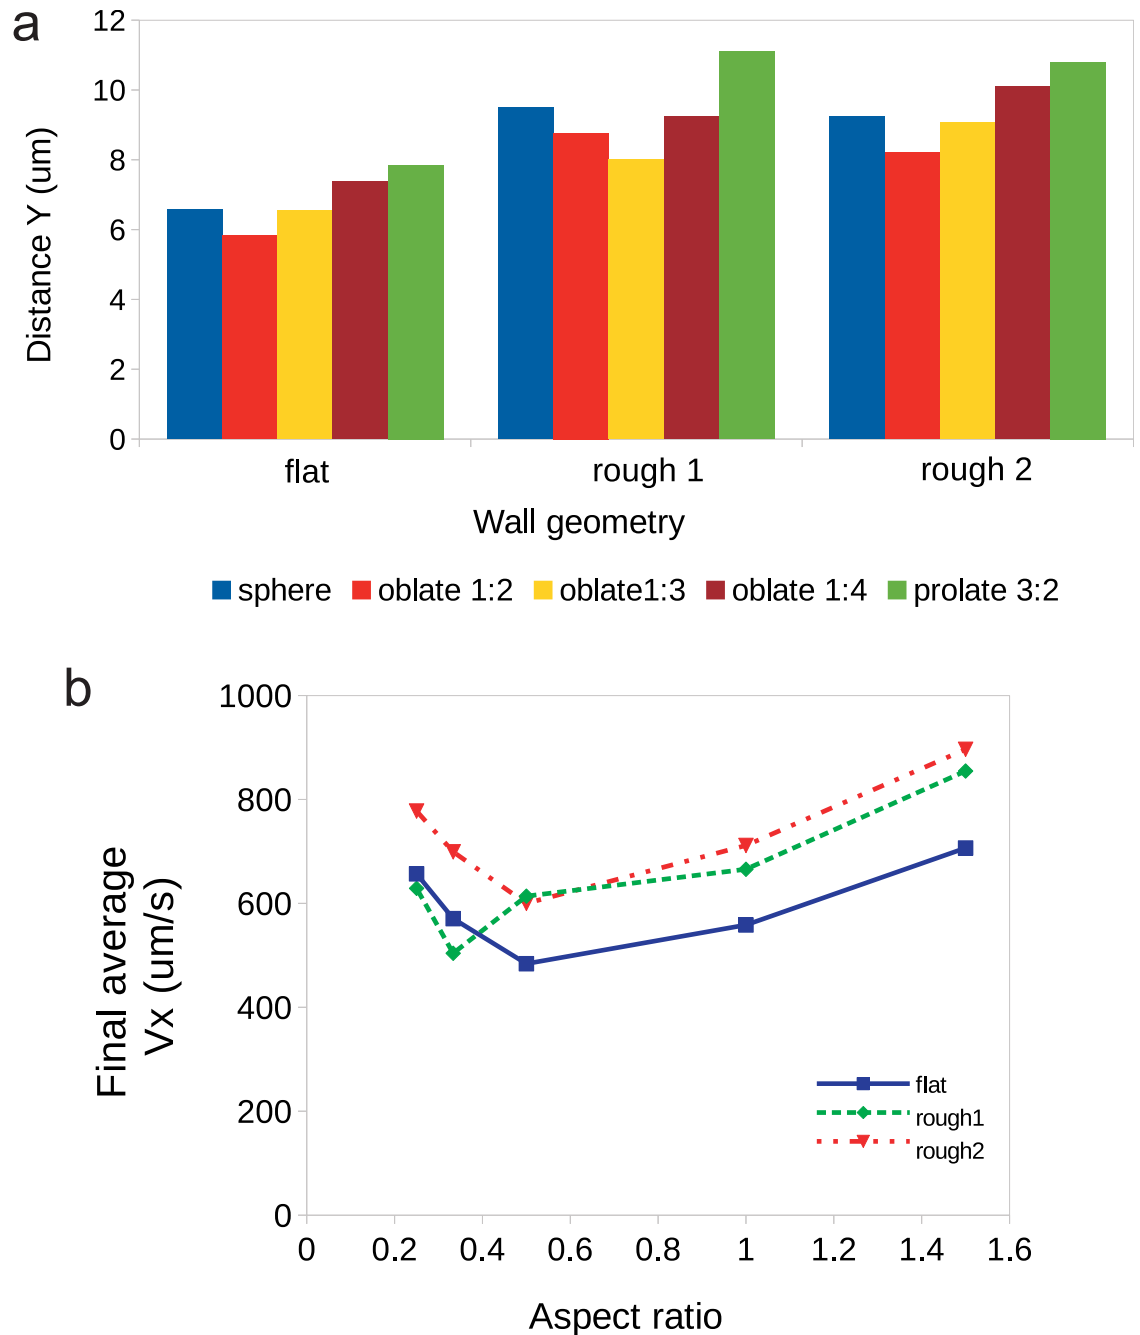 a
12
10
8
6
4
2
0
Distance Y (um)
flat rough 1 rough 2
Wall geometry
sphere oblate 1:2 oblate1:3 oblate 1:4 prolate 3:2
b
1000
800
600
400
200
0
Final average
Vx (um/s)
flat
rough1
rough2
0 0.2 0.4 0.6 0.8 1 1.2 1.4 1.6
Aspect ratio